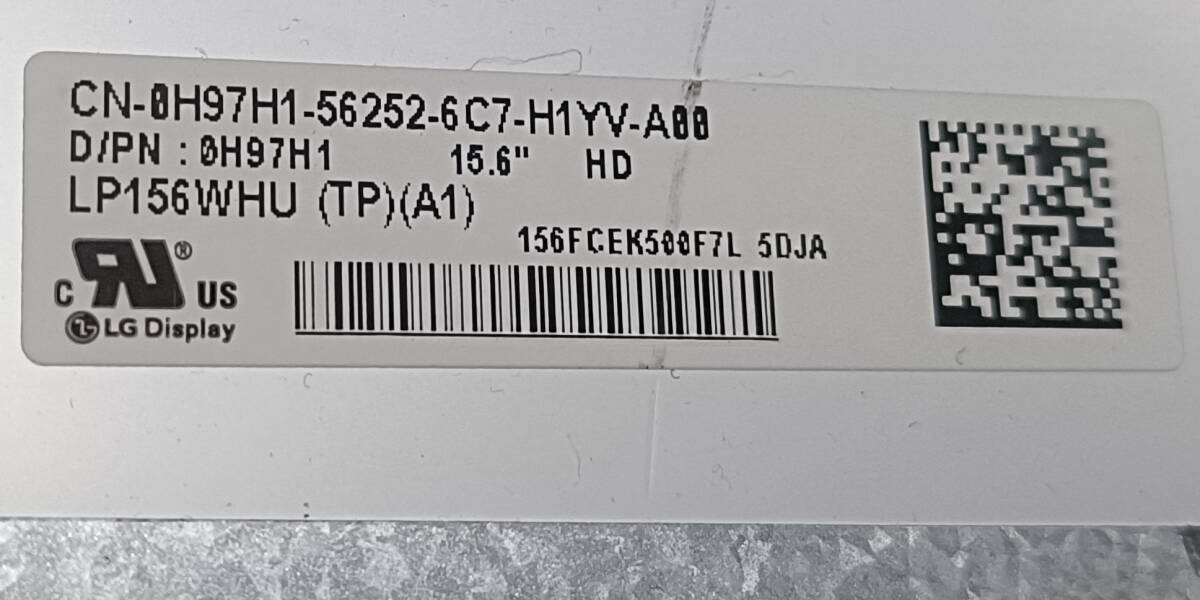 CN-0H97H1-56252-6C7-H1YV-A00
D/PN : 0H97H1 15.6" HD
LP156WHU (TP)(A1)
156FCEK500F7L 5DJA
C RU® US
LG Display